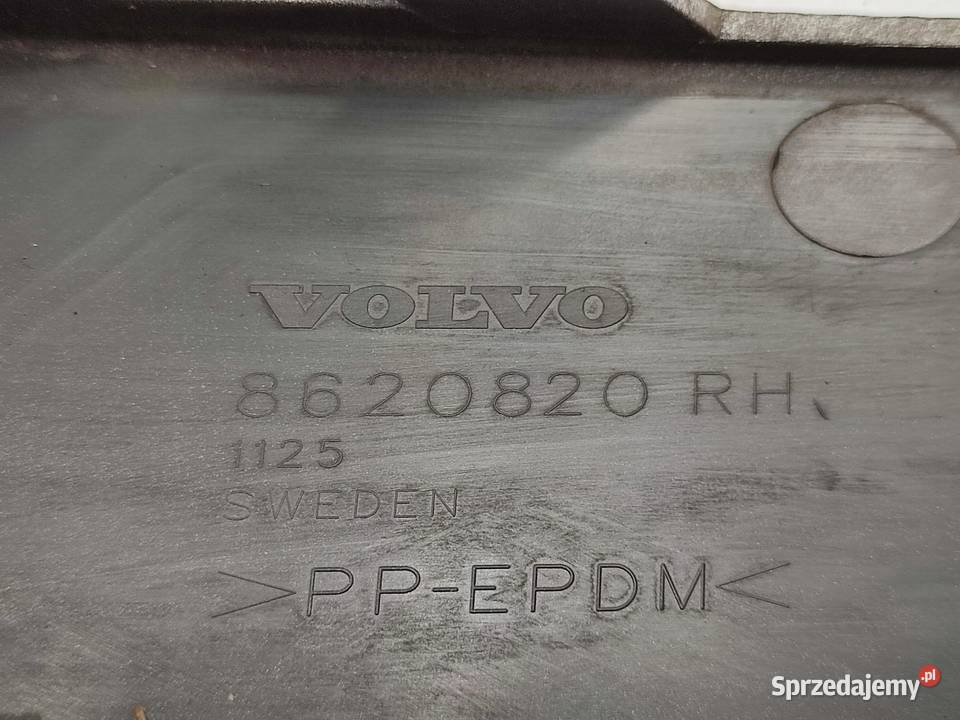 VOLVO
8620820 RH
1125
SWEDEN
>PP-EPDM<
Sprzedajemy.pl